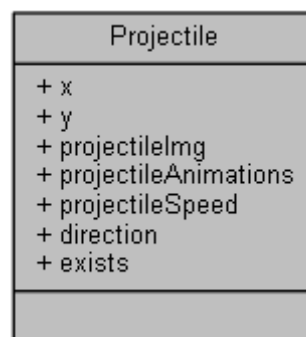 Projectile
+ x
+ y
+ projectileImg
+ projectileAnimations
+ projectileSpeed
+ direction
+ exists